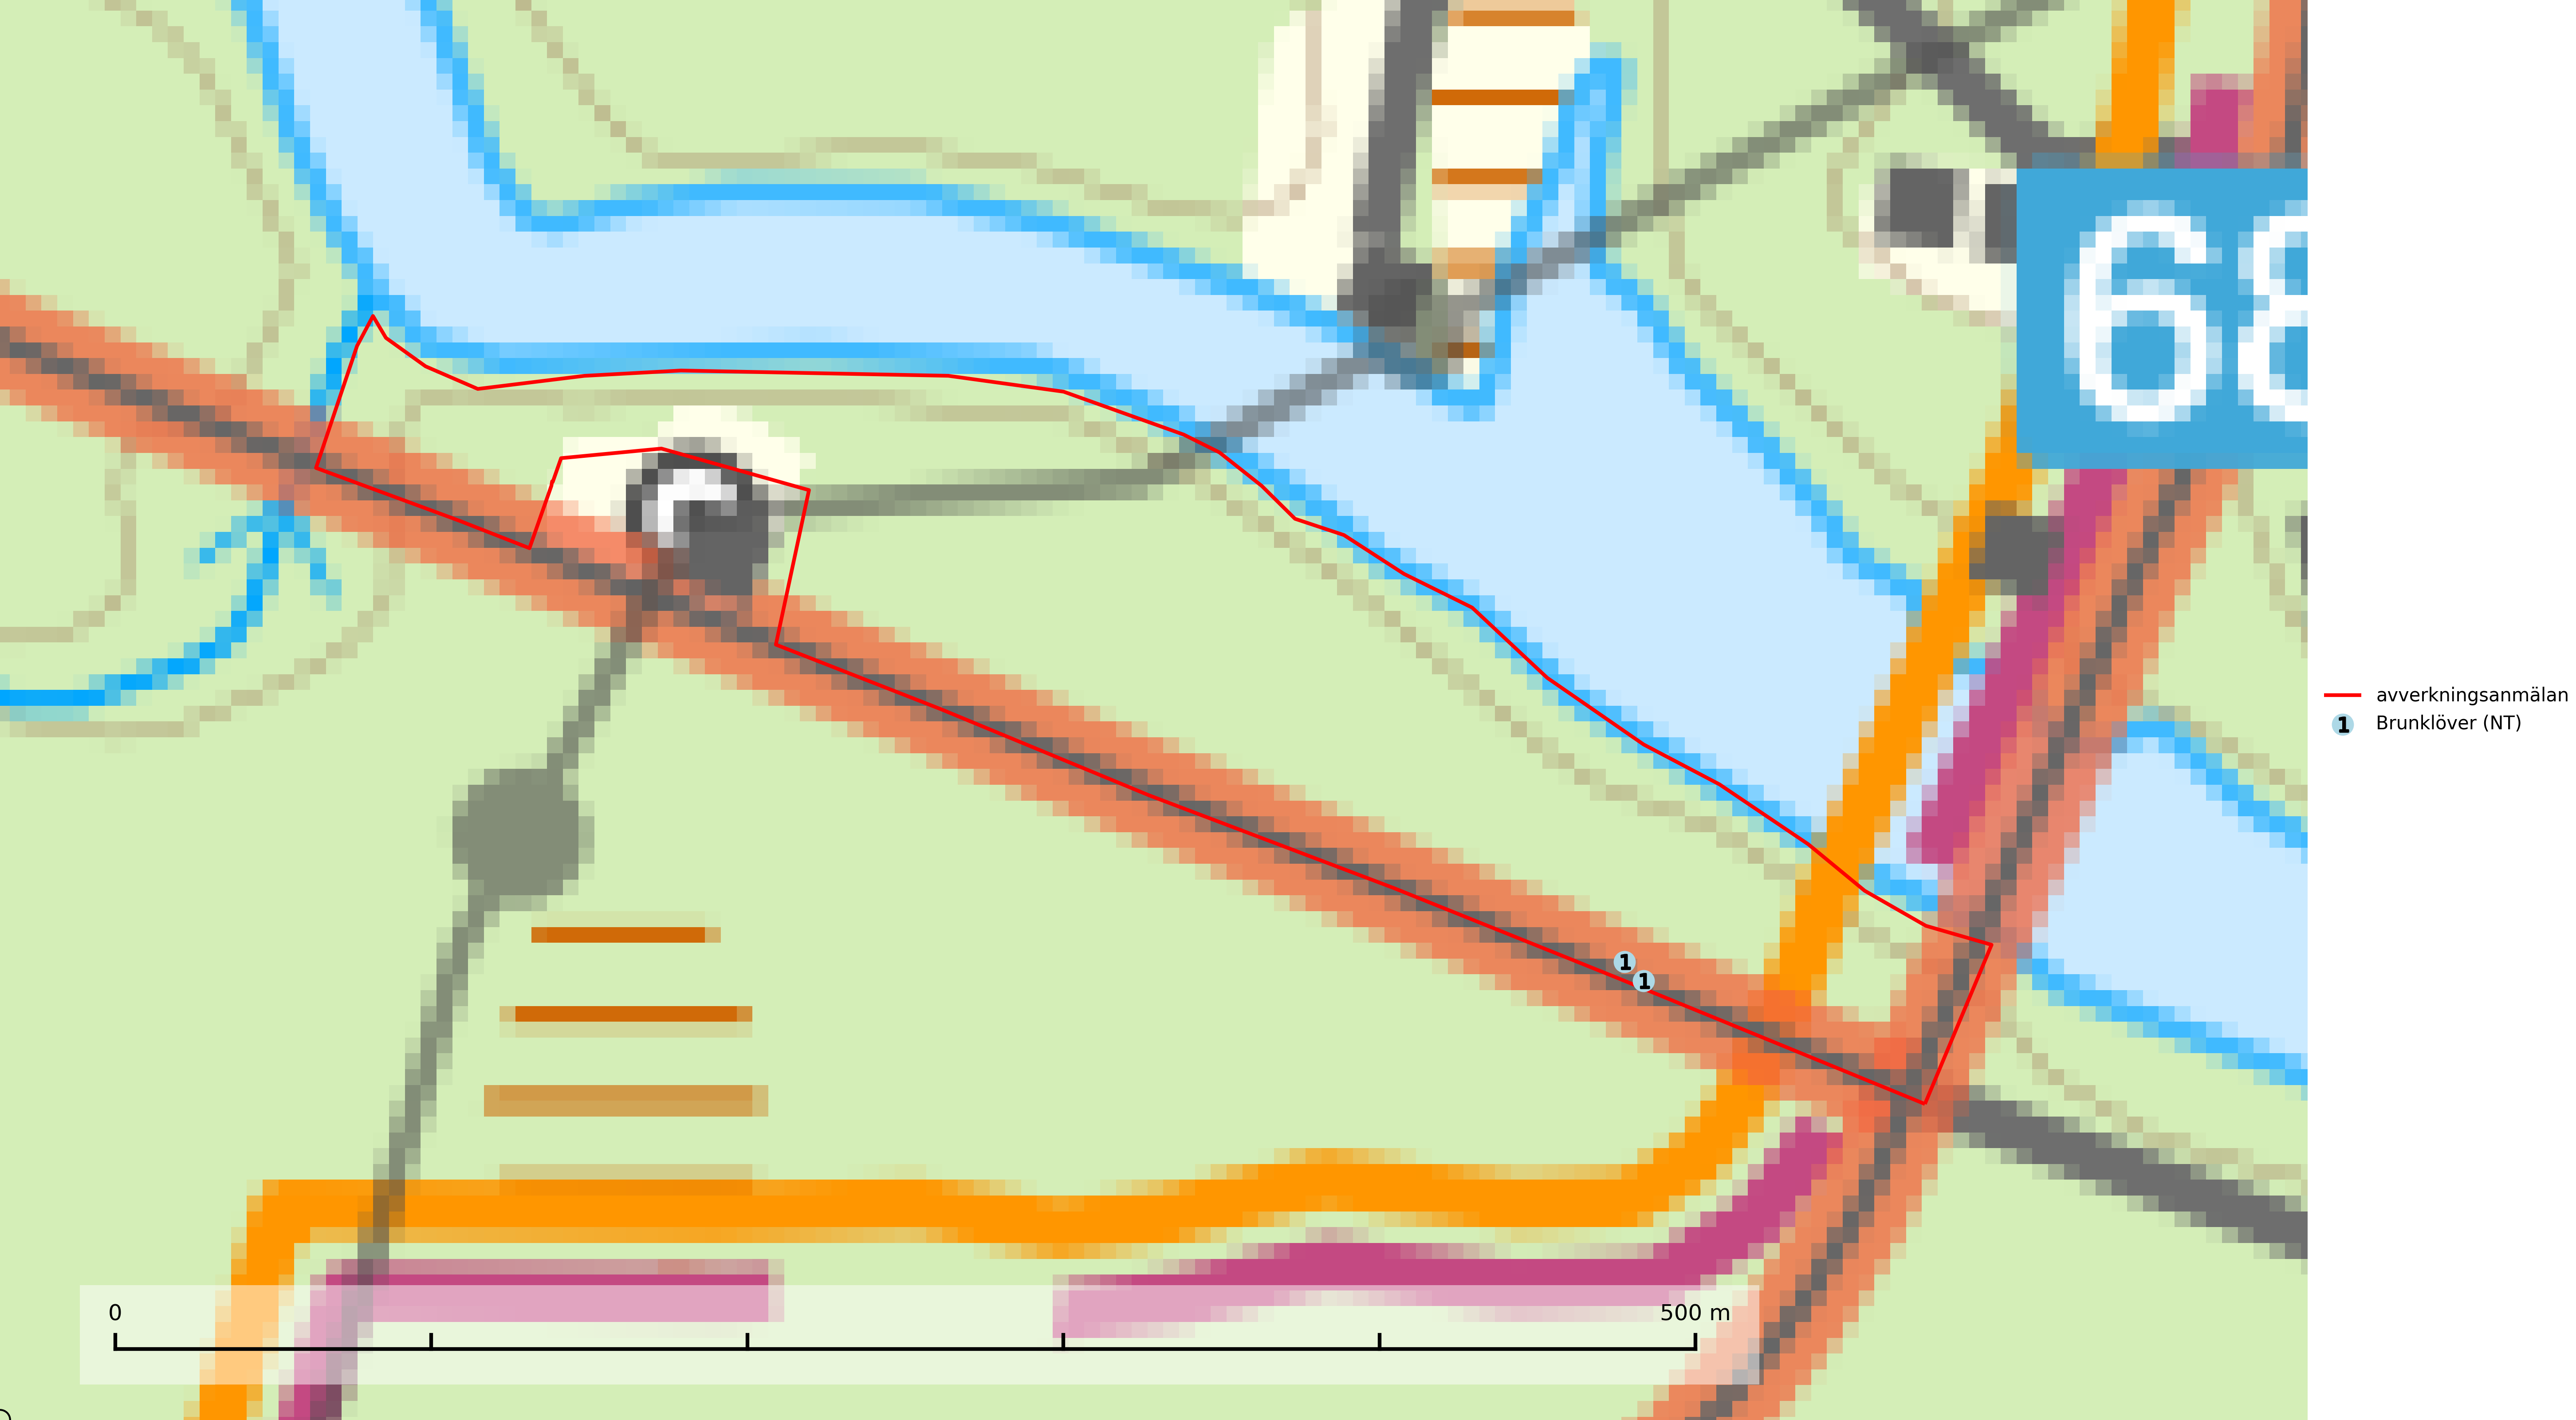 68
avverkningsanmälan
1 Brunklöver (NT)
1
1
0 500 m